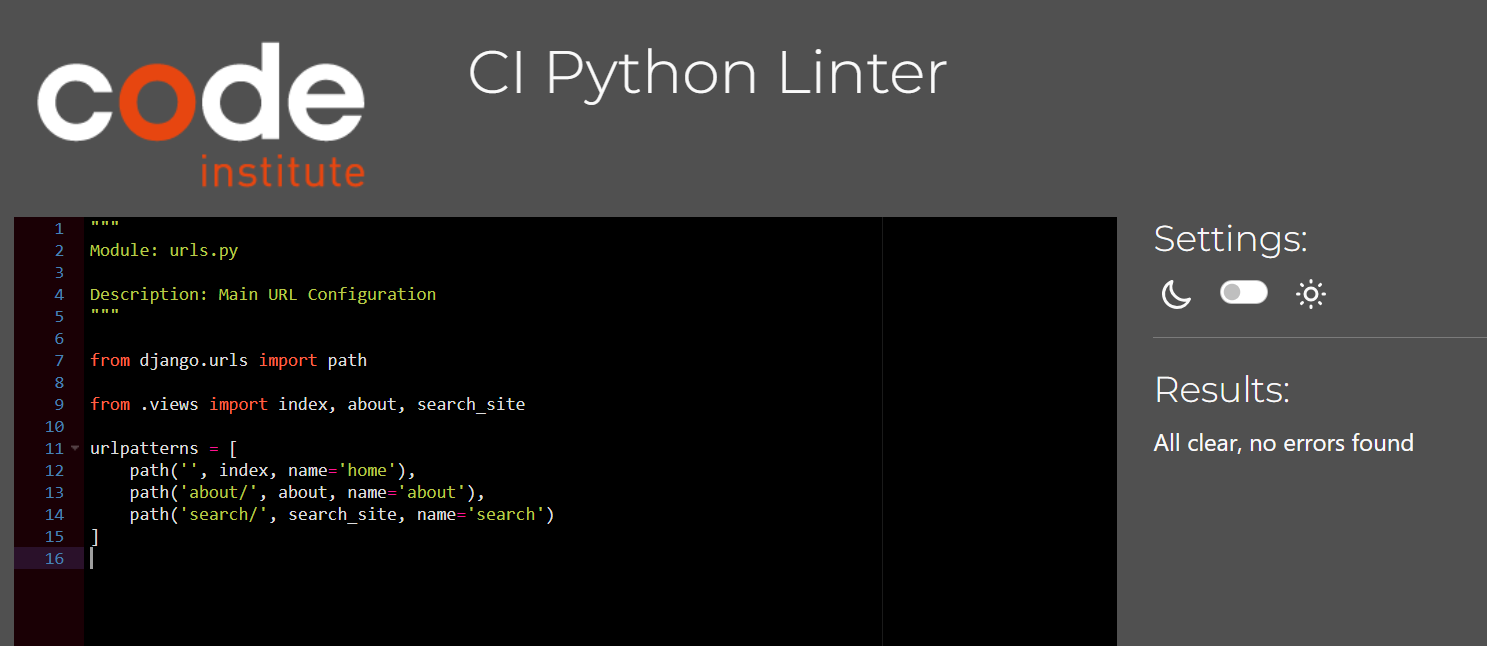 code
institute
CI Python Linter
1 """
2 Module: urls.py
3
4 Description: Main URL Configuration
5 """
6
7 from django.urls import path
8
9 from .views import index, about, search_site
10
11 urlpatterns = [
12     path('', index, name='home'),
13     path('about/', about, name='about'),
14     path('search/', search_site, name='search')
15 ]
16
Settings:
Results:
All clear, no errors found